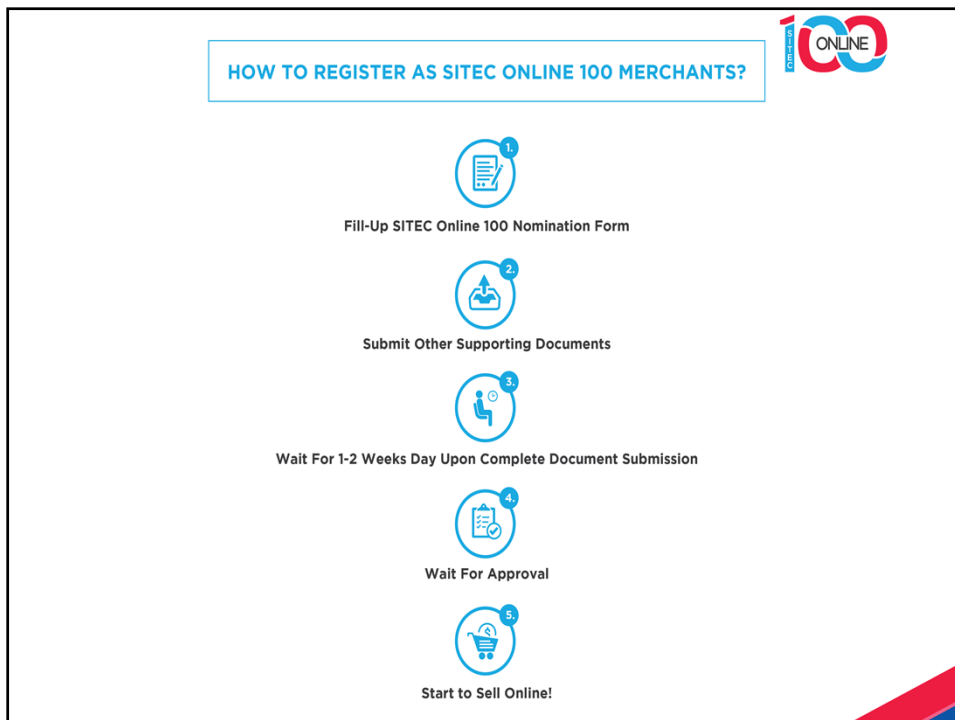 SITEC
100
ONLINE
HOW TO REGISTER AS SITEC ONLINE 100 MERCHANTS?
1.
Fill-Up SITEC Online 100 Nomination Form
2.
Submit Other Supporting Documents
3.
Wait For 1-2 Weeks Day Upon Complete Document Submission
4.
Wait For Approval
5.
Start to Sell Online!